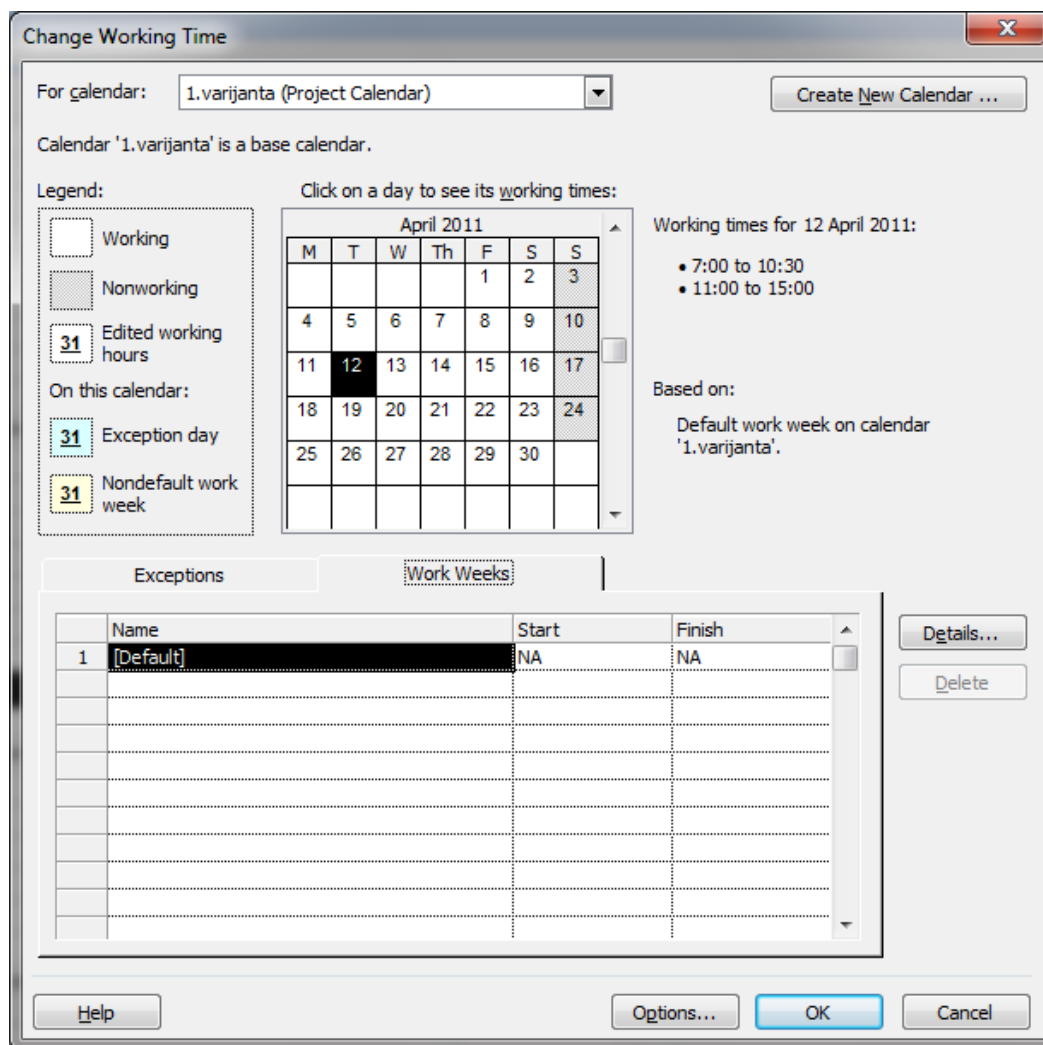 Change Working Time
For calendar: 1.varijanta (Project Calendar) Create New Calendar ...
Calendar '1.varijanta' is a base calendar.
Legend:
Working
Nonworking
31 Edited working
hours
On this calendar:
31 Exception day
31 Nondefault work
week
Click on a day to see its working times:
April 2011
M T W Th F S S
1 2 3
4 5 6 7 8 9 10
11 12 13 14 15 16 17
18 19 20 21 22 23 24
25 26 27 28 29 30
Working times for 12 April 2011:
• 7:00 to 10:30
• 11:00 to 15:00
Based on:
Default work week on calendar
'1.varijanta'.
Exceptions Work Weeks
Name Start Finish
1 [Default] NA NA
Details...
Delete
Help Options... OK Cancel